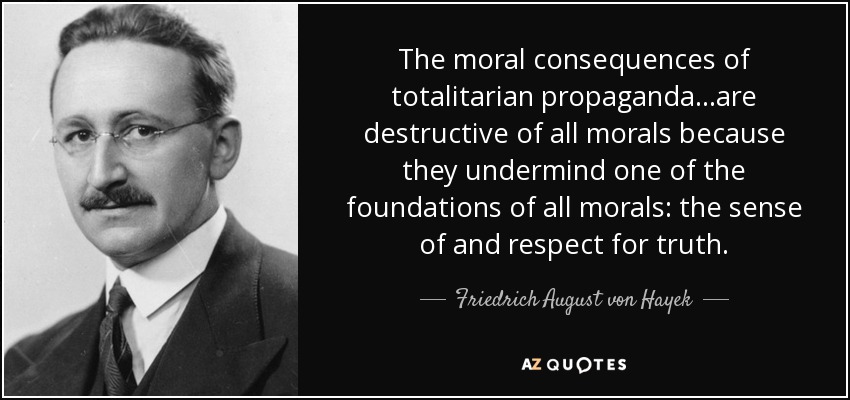 The moral consequences of
totalitarian propaganda...are
destructive of all morals because
they undermind one of the
foundations of all morals: the sense
of and respect for truth.
Friedrich August von Hayek
AZ QUOTES